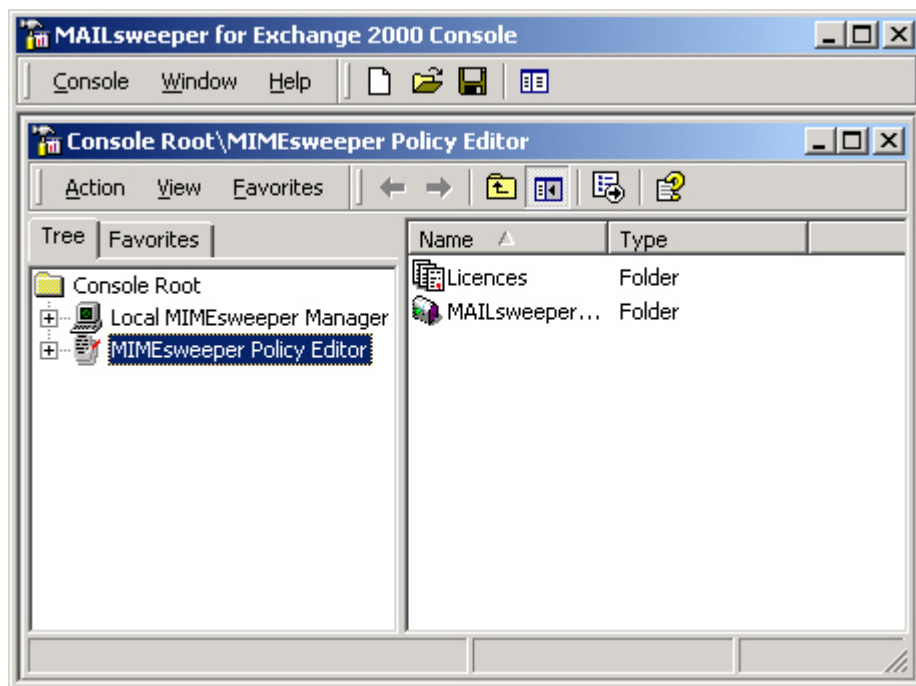 MAILsweeper for Exchange 2000 Console
Console Window Help
Console Root\MIMEsweeper Policy Editor
Action View Favorites
Tree Favorites
Name Type
Console Root
Local MIMEsweeper Manager
MIMEsweeper Policy Editor
Licences Folder
MAILsweeper... Folder